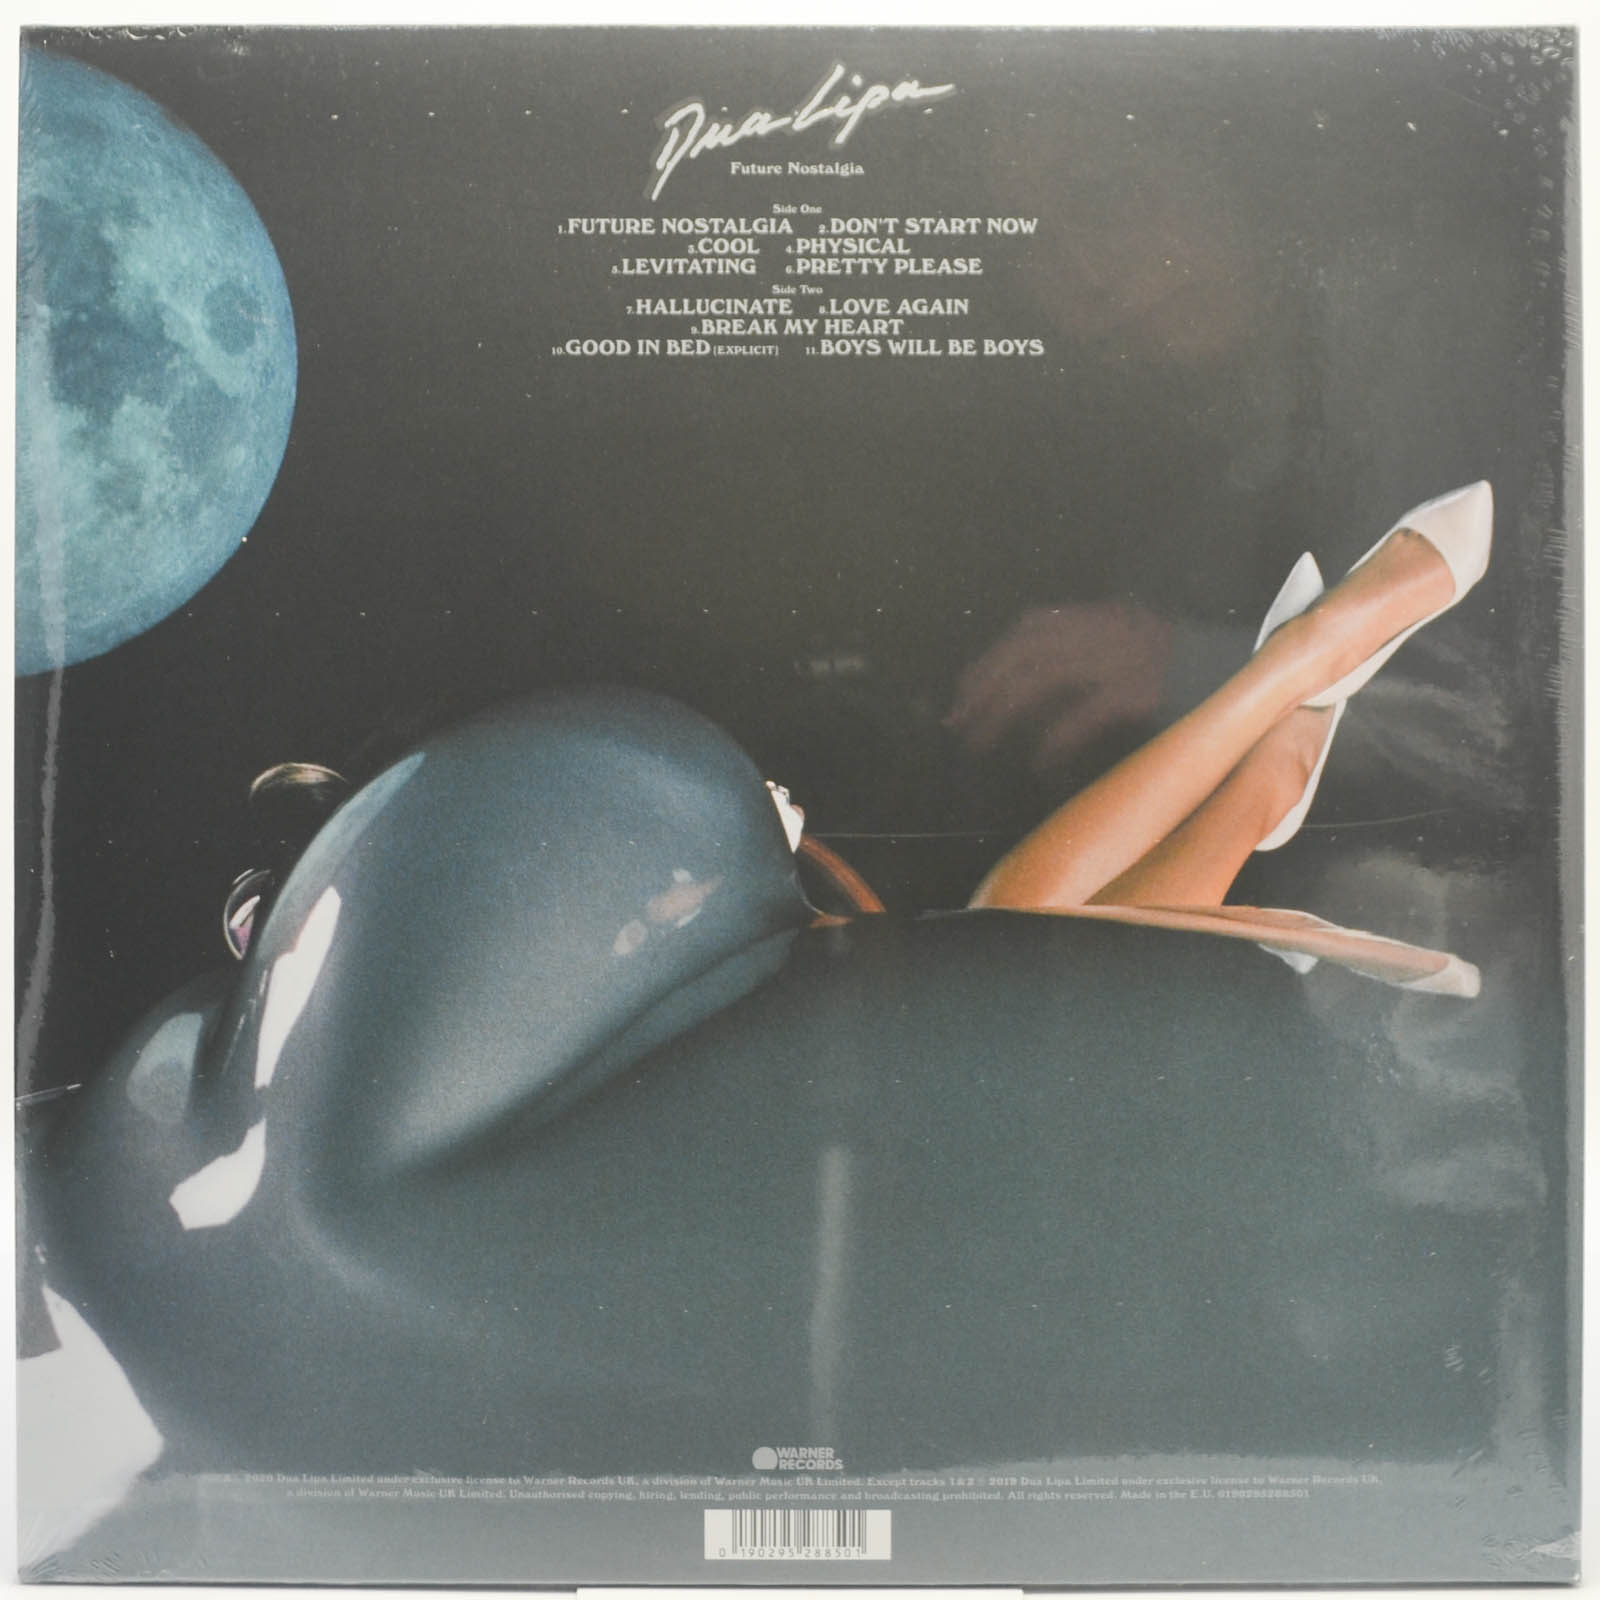 Dua Lipa
Future Nostalgia
Side One
1.FUTURE NOSTALGIA 2.DON'T START NOW
3.COOL 4.PHYSICAL
5.LEVITATING 6.PRETTY PLEASE
Side Two
7.HALLUCINATE 8.LOVE AGAIN
9.BREAK MY HEART
10.GOOD IN BED [EXPLICIT] 11.BOYS WILL BE BOYS
WARNER
RECORDS
2020 Dua Lipa Limited under exclusive license to Warner Records UK, a division of Warner Music UK Limited. Except tracks 1 & 2 ℗ 2019 Dua Lipa Limited under exclusive license to Warner Records UK,
a division of Warner Music UK Limited. Unauthorised copying, hiring, lending, public performance and broadcasting prohibited. All rights reserved. Made in the E.U. 0190295288501
0 190295 288501